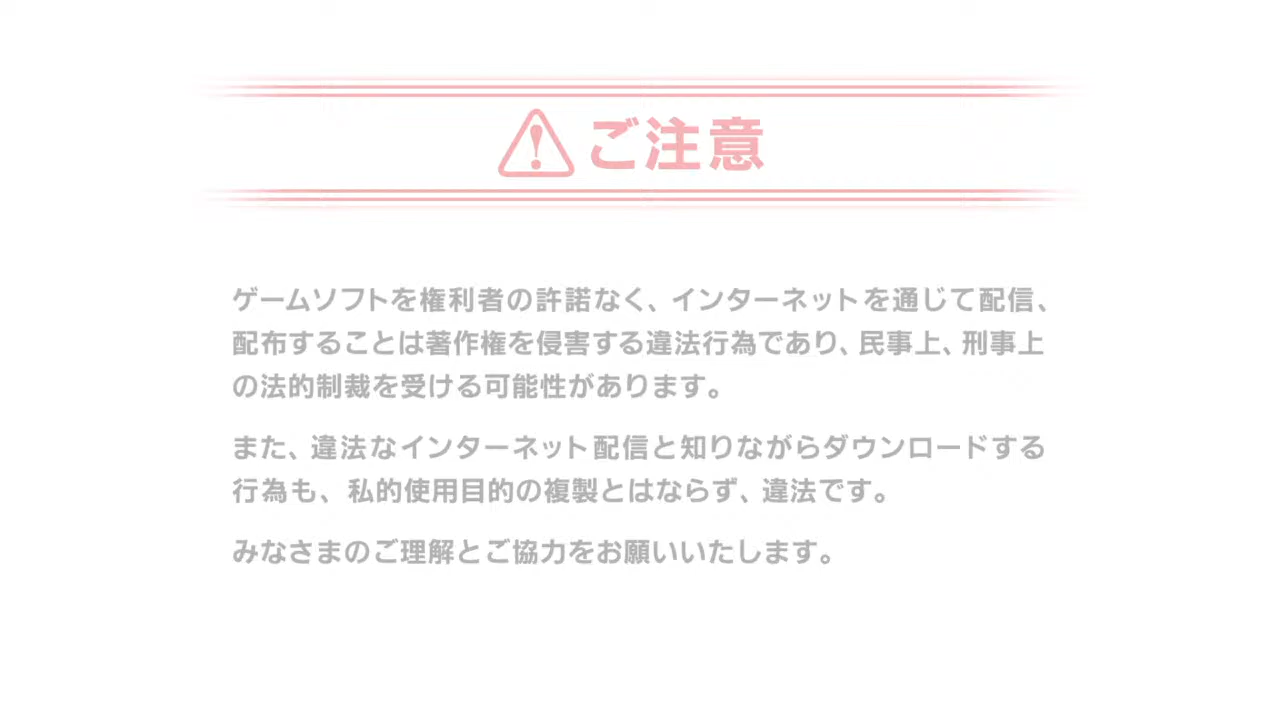 ご注意
ゲームソフトを権利者の許諾なく、インターネットを通じて配信、
配布することは著作権を侵害する違法行為であり、民事上、刑事上
の法的制裁を受ける可能性があります。
また、違法なインターネット配信と知りながらダウンロードする
行為も、私的使用目的の複製とはならず、違法です。
みなさまのご理解とご協力をお願いいたします。